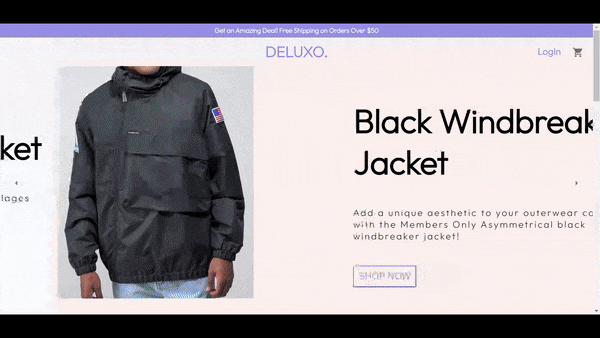 Get an Amazing Deal! Free Shipping on Orders Over $50
DELUXO.
LogIn
ket
lages
Black Windbreak
Jacket
Add a unique aesthetic to your outerwear co
with the Members Only Asymmetrical black
windbreaker jacket!
SHOP NOW